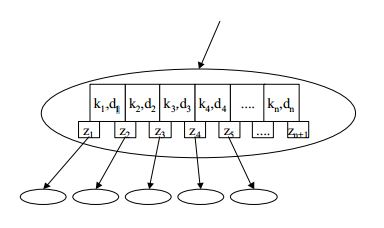 k1,d1 k2,d2 k3,d3 k4,d4 .... kn,dn
z1 z2 z3 z4 z5 .... zn+1